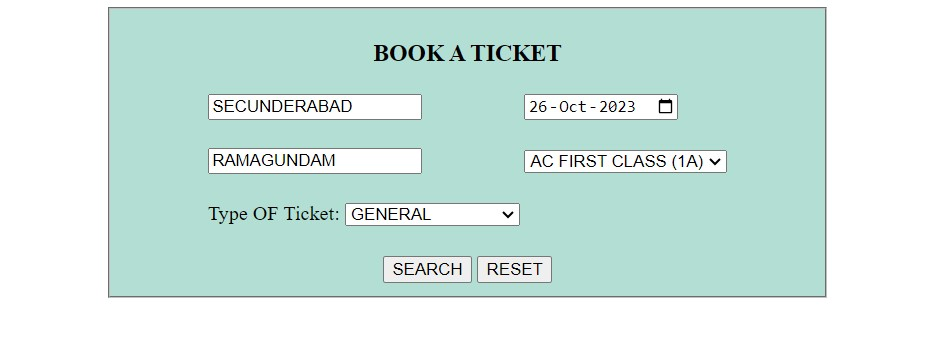 BOOK A TICKET
SECUNDERABAD 26-Oct-2023
RAMAGUNDAM AC FIRST CLASS (1A)
Type OF Ticket: GENERAL
SEARCH RESET